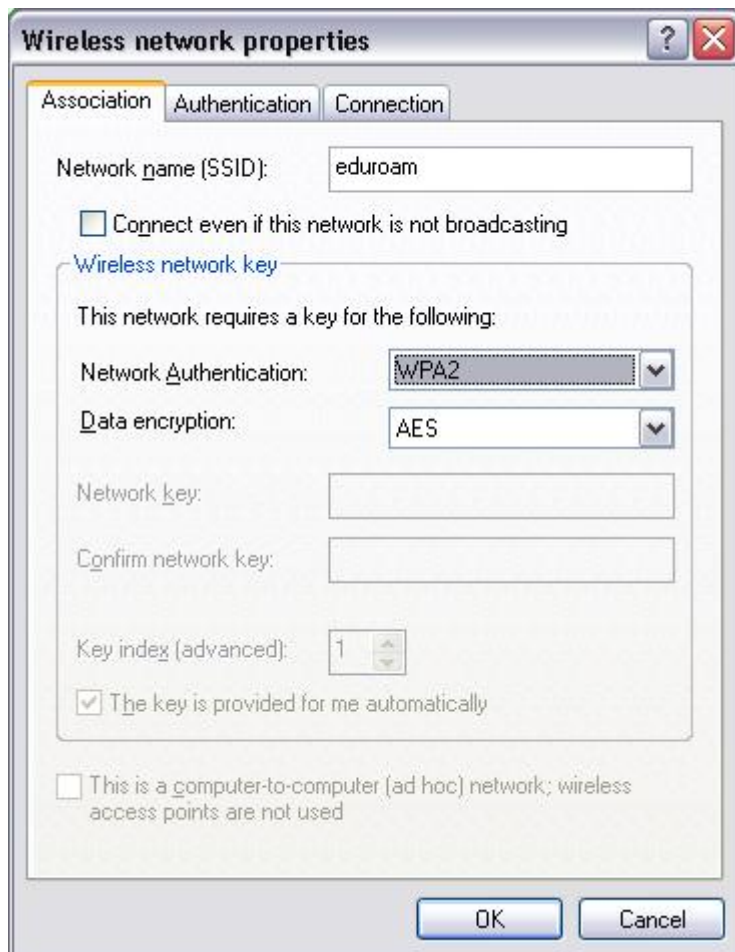 Wireless network properties
Association Authentication Connection
Network name (SSID): eduroam
Connect even if this network is not broadcasting
Wireless network key
This network requires a key for the following:
Network Authentication: WPA2
Data encryption: AES
Network key:
Confirm network key:
Key index (advanced): 1
The key is provided for me automatically
This is a computer-to-computer (ad hoc) network; wireless
access points are not used
OK Cancel